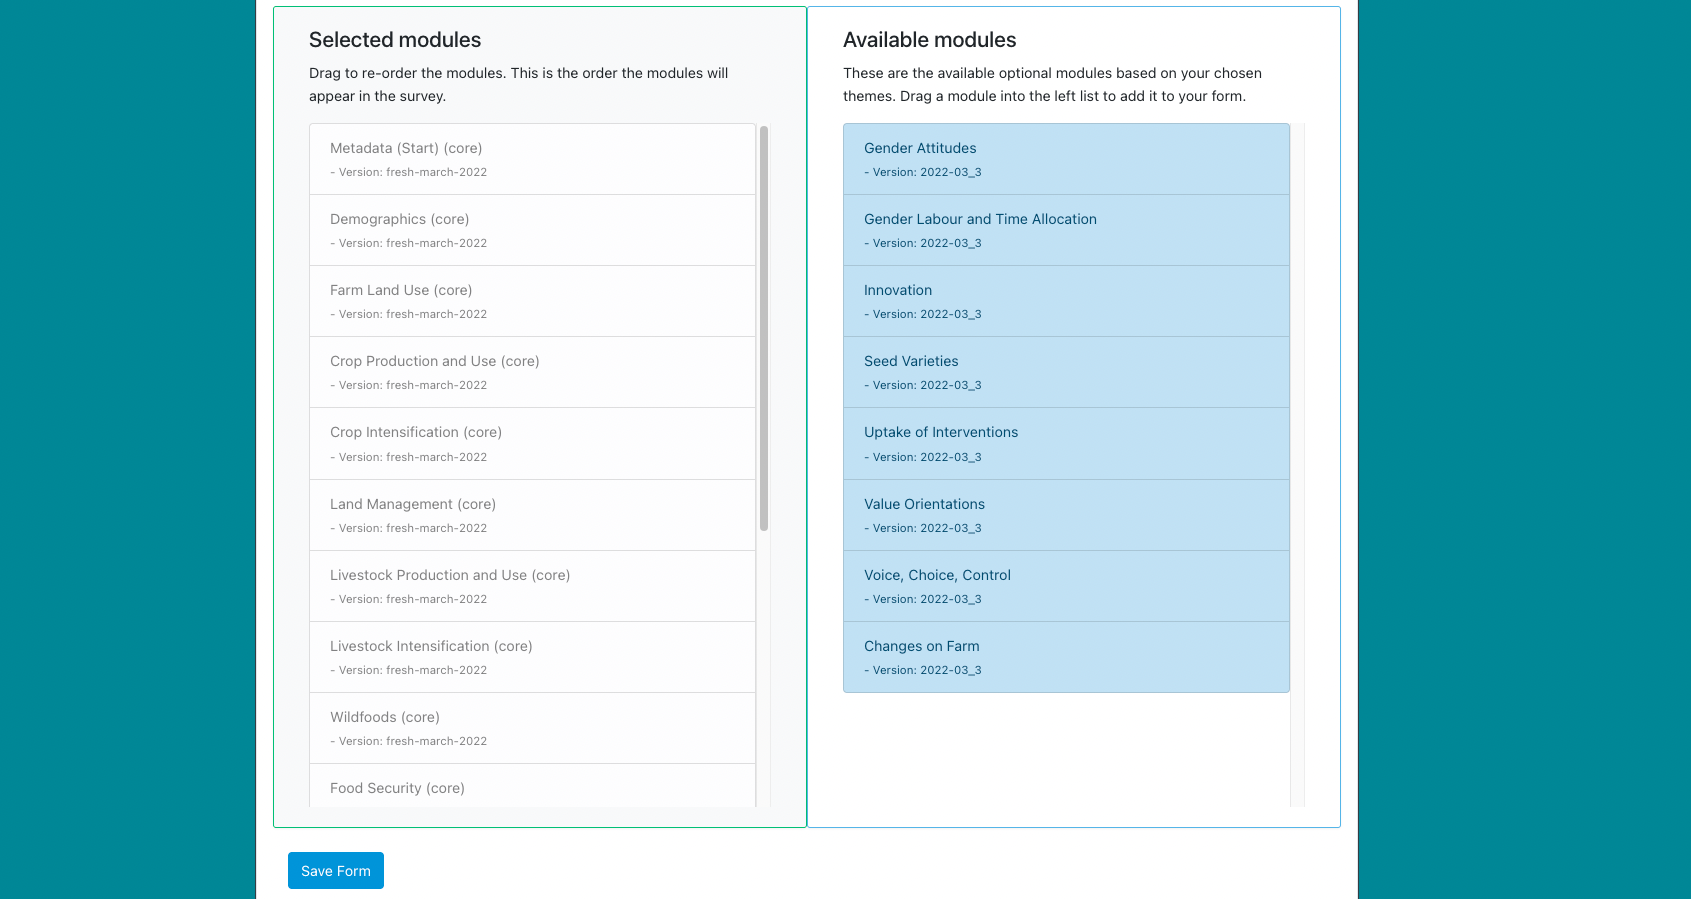 Selected modules
Drag to re-order the modules. This is the order the modules will
appear in the survey.
Metadata (Start) (core)
- Version: fresh-march-2022
Demographics (core)
- Version: fresh-march-2022
Farm Land Use (core)
- Version: fresh-march-2022
Crop Production and Use (core)
- Version: fresh-march-2022
Crop Intensification (core)
- Version: fresh-march-2022
Land Management (core)
- Version: fresh-march-2022
Livestock Production and Use (core)
- Version: fresh-march-2022
Livestock Intensification (core)
- Version: fresh-march-2022
Wildfoods (core)
- Version: fresh-march-2022
Food Security (core)
Available modules
These are the available optional modules based on your chosen
themes. Drag a module into the left list to add it to your form.
Gender Attitudes
- Version: 2022-03_3
Gender Labour and Time Allocation
- Version: 2022-03_3
Innovation
- Version: 2022-03_3
Seed Varieties
- Version: 2022-03_3
Uptake of Interventions
- Version: 2022-03_3
Value Orientations
- Version: 2022-03_3
Voice, Choice, Control
- Version: 2022-03_3
Changes on Farm
- Version: 2022-03_3
Save Form